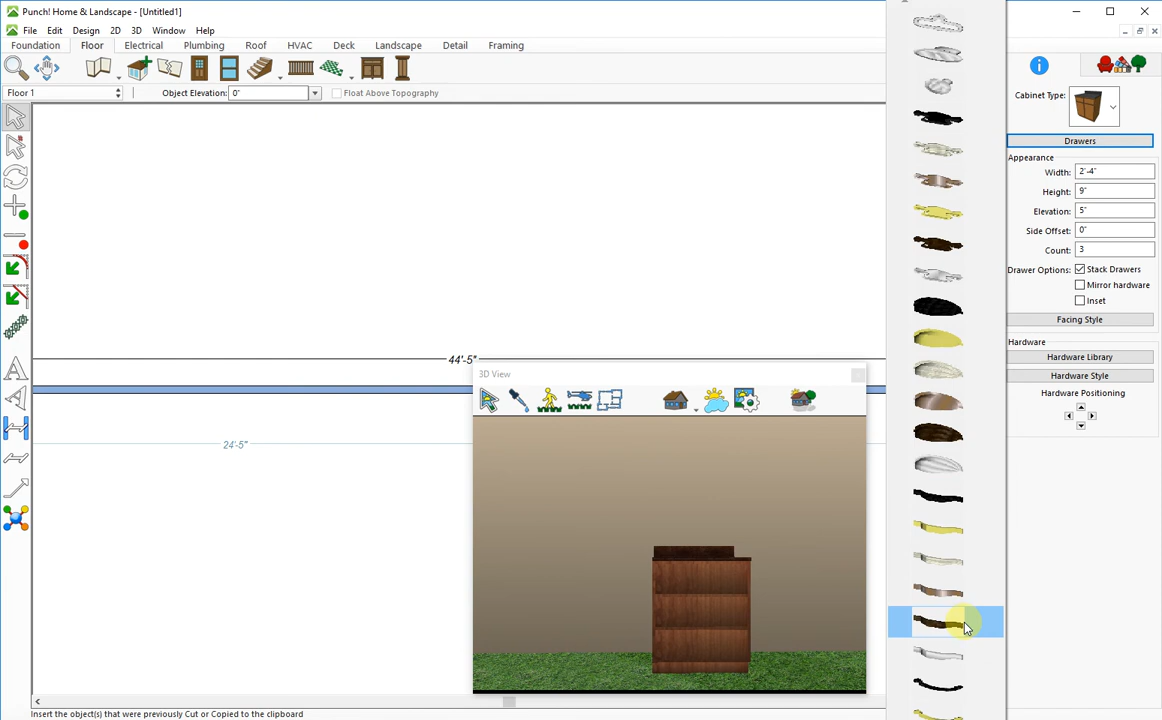 Punch! Home & Landscape - [Untitled1]
File Edit Design 2D 3D Window Help
Foundation Floor Electrical Plumbing Roof HVAC Deck Landscape Detail Framing
Floor 1 Object Elevation: 0" Float Above Topography
Cabinet Type:
Drawers
Appearance
Width: 2'-4"
Height: 9"
Elevation: 5"
Side Offset: 0"
Count: 3
Drawer Options: Stack Drawers
Mirror hardware
Inset
Facing Style
Hardware
Hardware Library
Hardware Style
Hardware Positioning
44'-5"
3D View
24'-5"
Insert the object(s) that were previously Cut or Copied to the clipboard